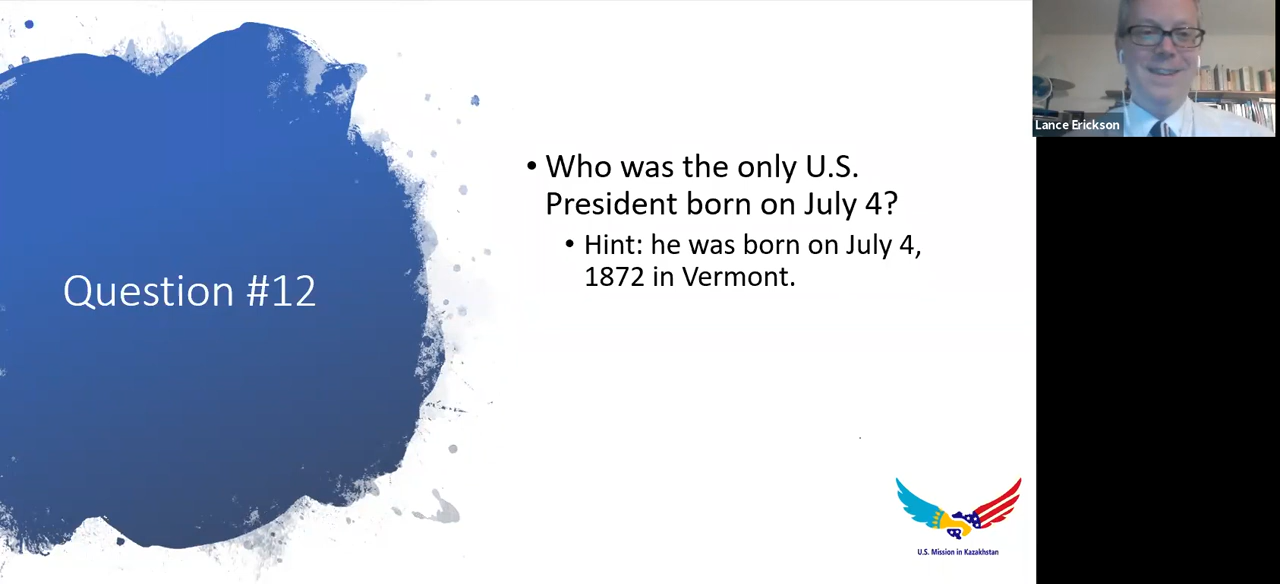 Question #12
• Who was the only U.S.
President born on July 4?
• Hint: he was born on July 4,
1872 in Vermont.
Lance Erickson
U.S. Mission in Kazakhstan